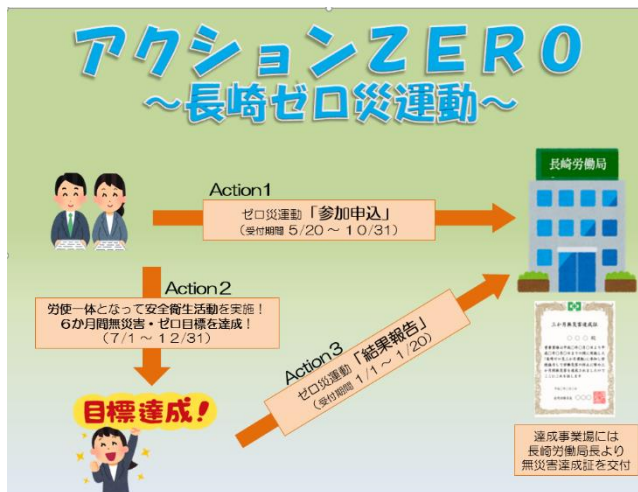 アクションZERO
～長崎ゼロ災運動～
長崎労働局
Action1
ゼロ災運動「参加申込」
（受付期間 5/20 ～ 10/31）
Action2
労使一体となって安全衛生活動を実施！
6か月間無災害・ゼロ目標を達成！
（7/1 ～ 12/31）
Action3
ゼロ災運動「結果報告」
（受付期間 1/1 ～ 1/20）
目標達成！
達成事業場には
長崎労働局長より
無災害達成証を交付